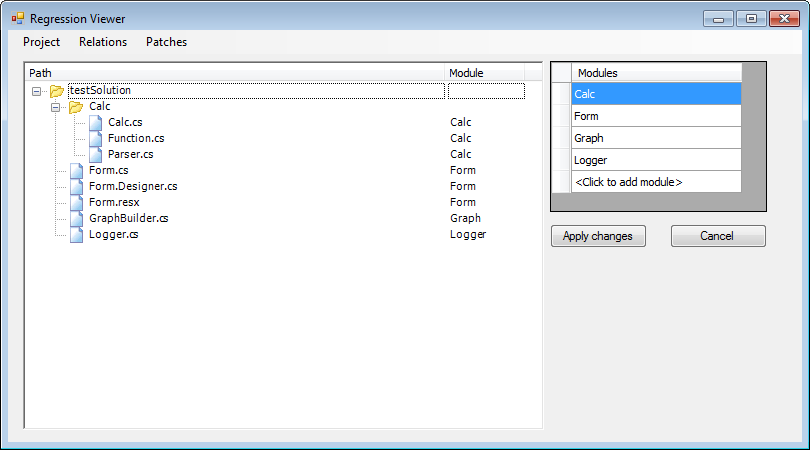 Regression Viewer
Project Relations Patches
Path Module
testSolution
Calc
Calc.cs Calc
Function.cs Calc
Parser.cs Calc
Form.cs Form
Form.Designer.cs Form
Form.resx Form
GraphBuilder.cs Graph
Logger.cs Logger
Modules
Calc
Form
Graph
Logger
<Click to add module>
Apply changes Cancel